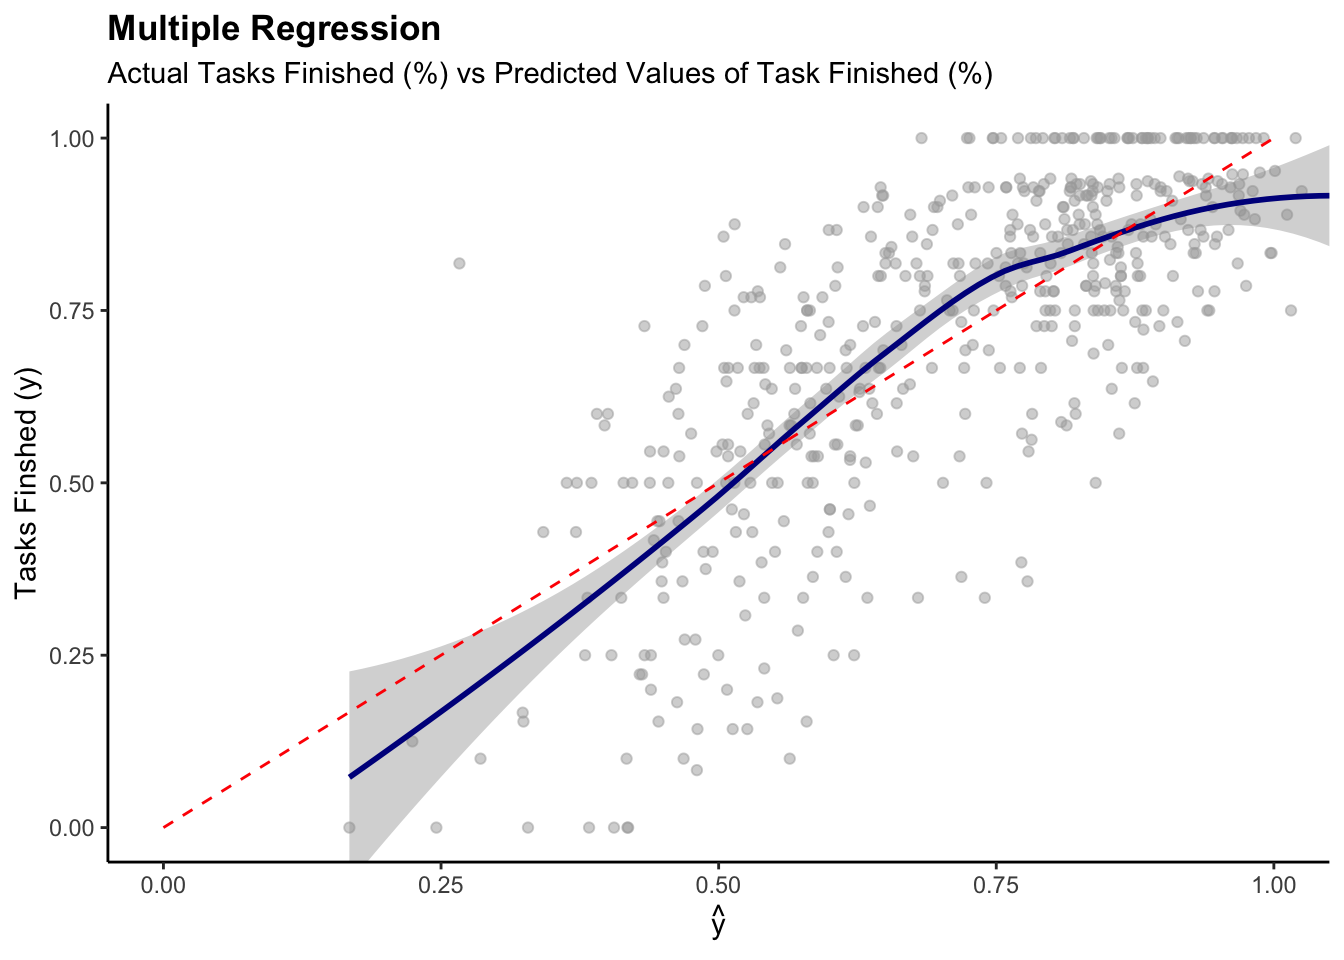 Multiple Regression
Actual Tasks Finished (%) vs Predicted Values of Task Finished (%)
1.00
0.75
0.50
0.25
0.00
Tasks Finshed (y)
0.00 0.25 0.50 0.75 1.00
ŷ